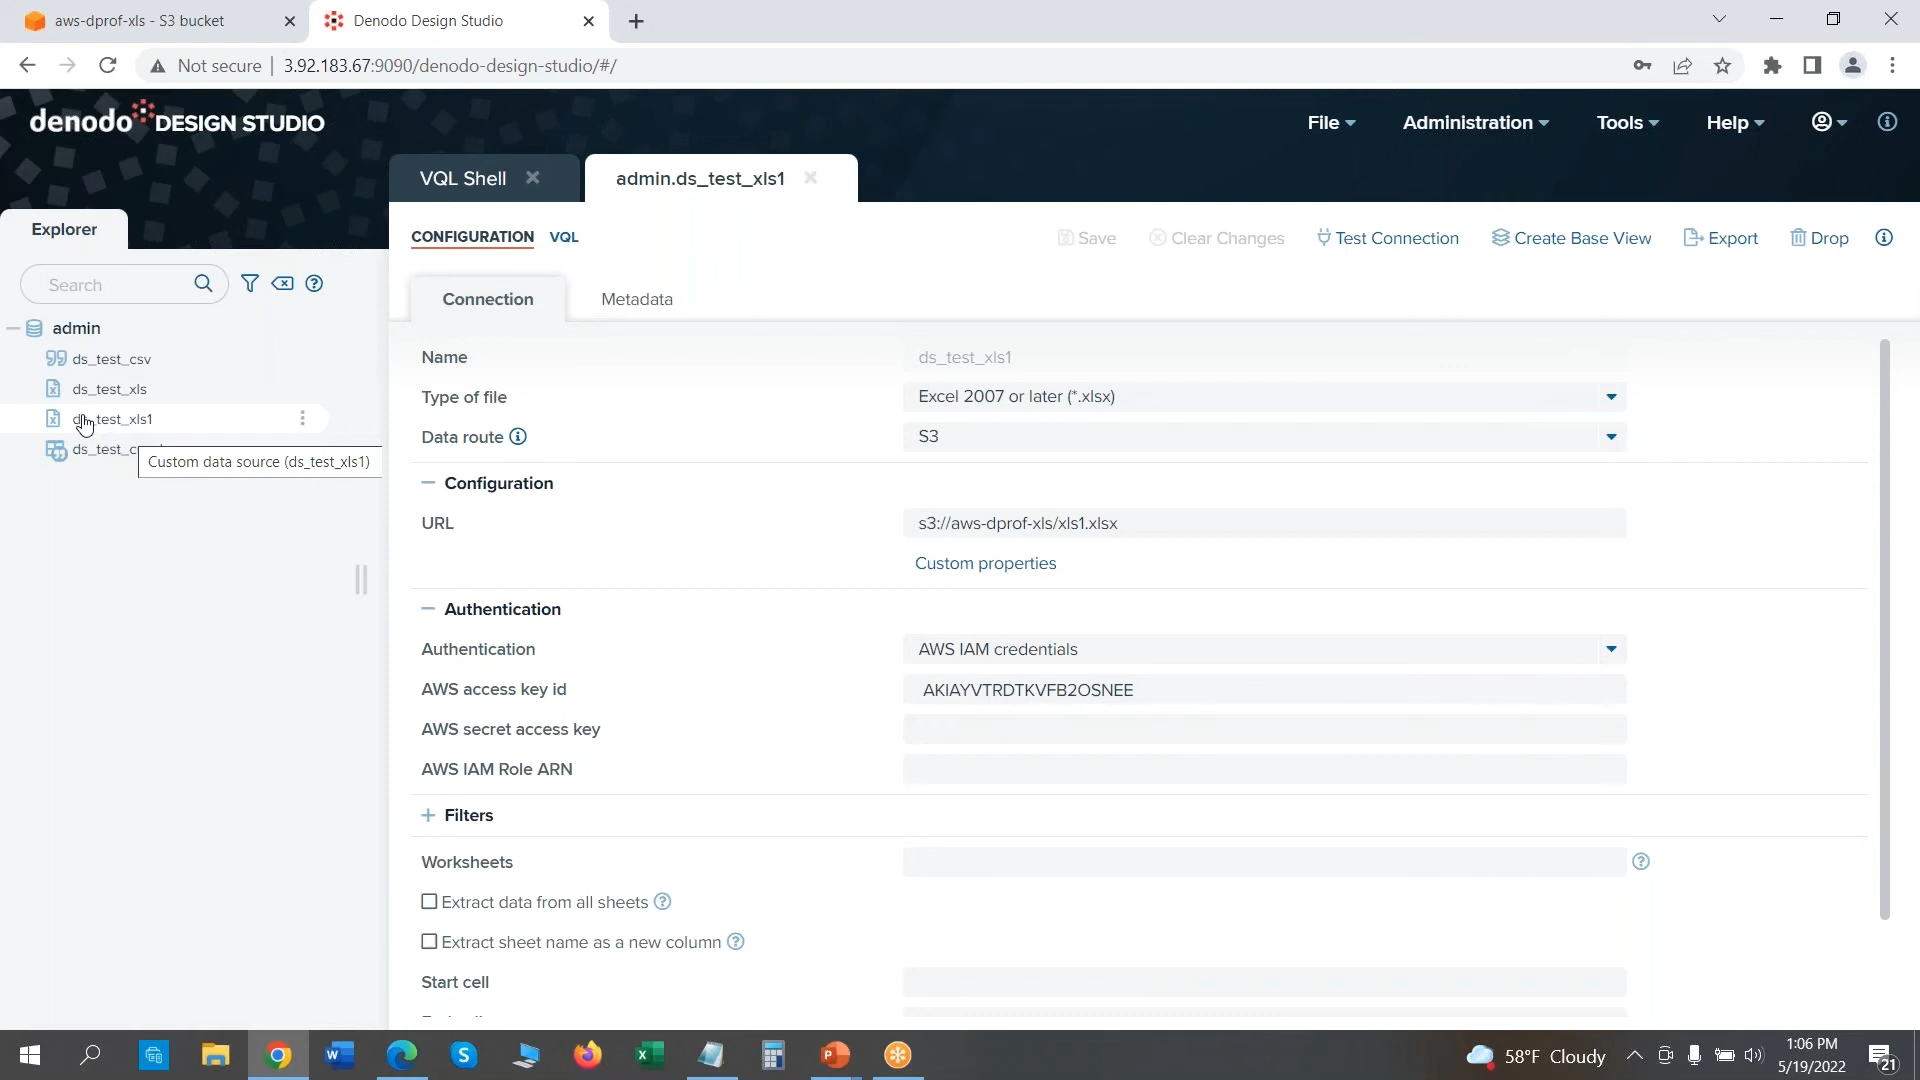 aws-dprof-xls - S3 bucket
Denodo Design Studio
Not secure
3.92.183.67:9090/denodo-design-studio/#/
denodo DESIGN STUDIO
File
Administration
Tools
Help
VQL Shell
admin.ds_test_xls1
Explorer
CONFIGURATION
VQL
Save
Clear Changes
Test Connection
Create Base View
Export
Drop
Search
Connection
Metadata
admin
ds_test_csv
ds_test_xls
ds_test_xls1
Custom data source (ds_test_xls1)
Name
ds_test_xls1
Type of file
Excel 2007 or later (*.xlsx)
Data route
S3
Configuration
URL
s3://aws-dprof-xls/xls1.xlsx
Custom properties
Authentication
Authentication
AWS IAM credentials
AWS access key id
AKIAYVTRDTKVFB2OSNEE
AWS secret access key
AWS IAM Role ARN
Filters
Worksheets
Extract data from all sheets
Extract sheet name as a new column
Start cell
58°F Cloudy
1:06 PM
5/19/2022
21